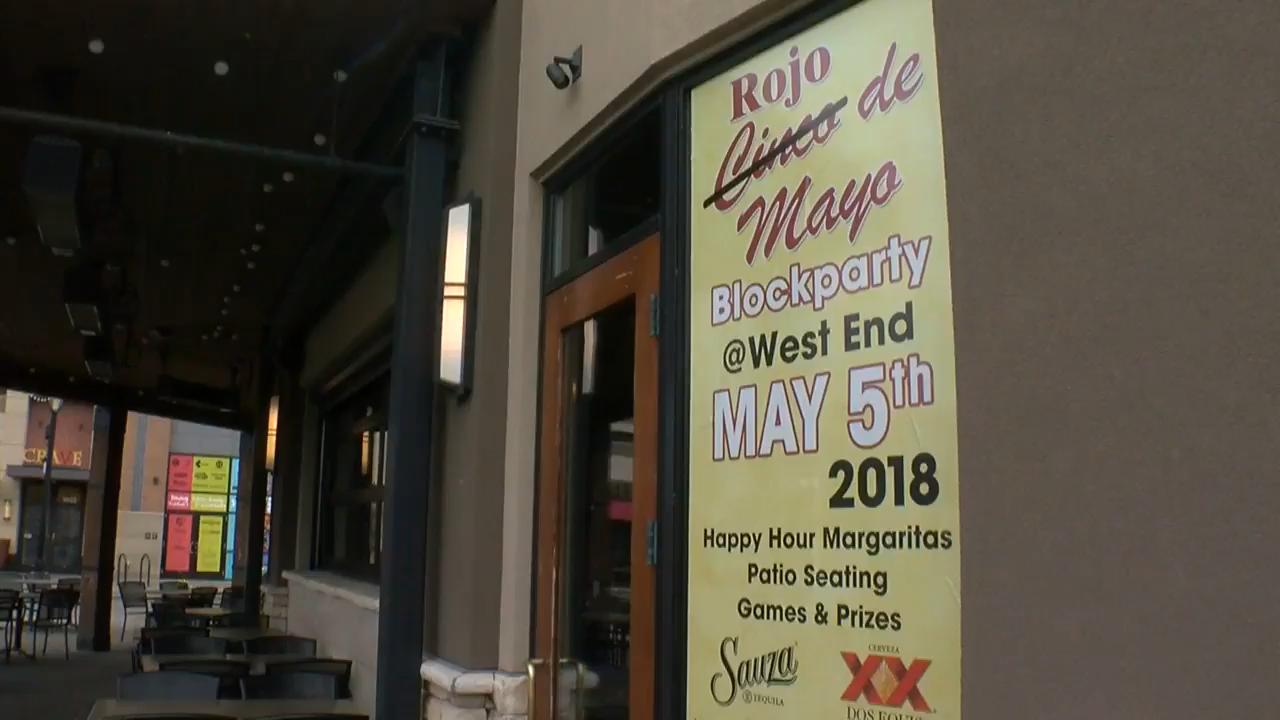 Rojo
Cinco de
Mayo
Blockparty
@West End
MAY 5th
2018
Happy Hour Margaritas
Patio Seating
Games & Prizes
Sauza
TEQUILA
CERVEZA
XX
DOS EQUIS
CRAVE